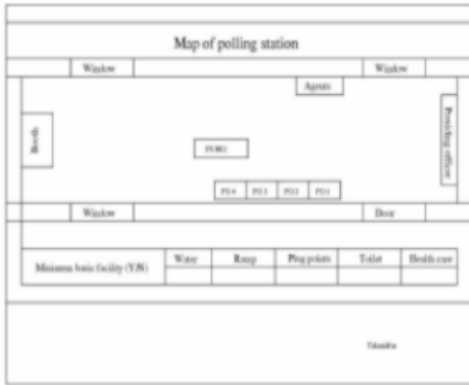 Map of polling station
Window Window
Agents
Booth
Presiding officer
PO4 PO3 PO2 PO1
Window Door
Minimum basic facility (Y/N) Water Ramp Plug points Toilet Health care